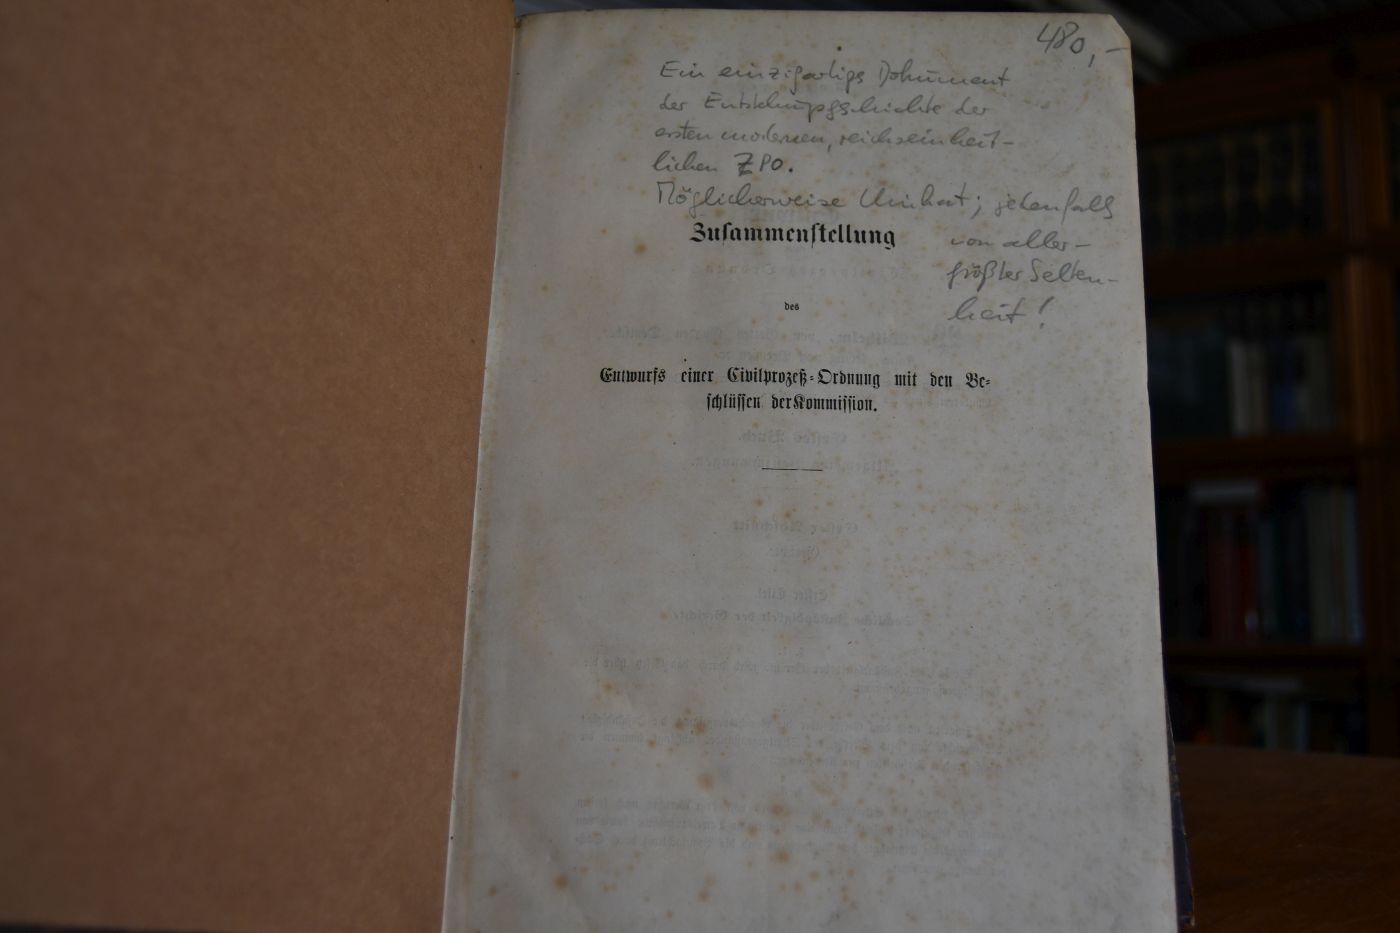 480,-
Ein einzigartiges Dokument
der Entstehungsgeschichte der
ersten modernen, reichseinheit-
lichen ZPO.
Möglicherweise Unikat; jedenfalls
von aller-
größter Selten-
heit!
Zusammenstellung
des
Entwurfs einer Civilprozeß-Ordnung mit den Be-
schlüssen der Kommission.